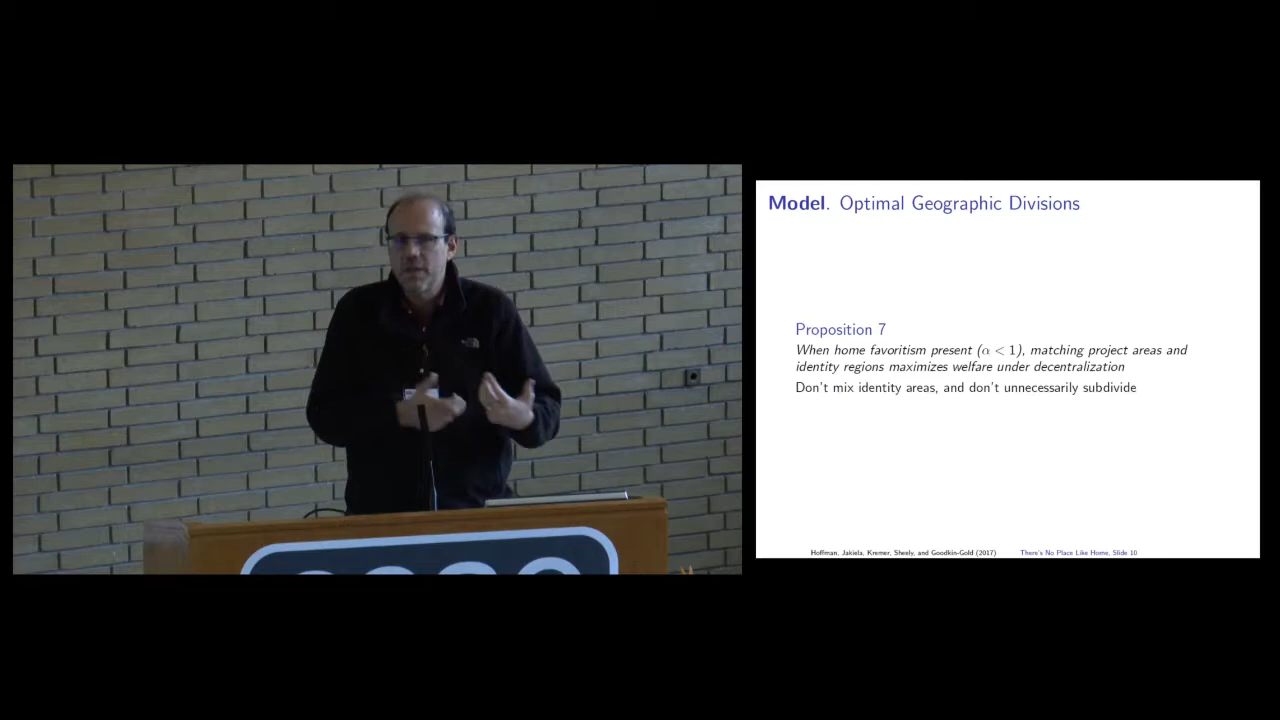 Model. Optimal Geographic Divisions
Proposition 7
When home favoritism present (α < 1), matching project areas and
identity regions maximizes welfare under decentralization
Don't mix identity areas, and don't unnecessarily subdivide
Hoffman, Jakiela, Kremer, Sheely, and Goodkin-Gold (2017) There's No Place Like Home, Slide 10